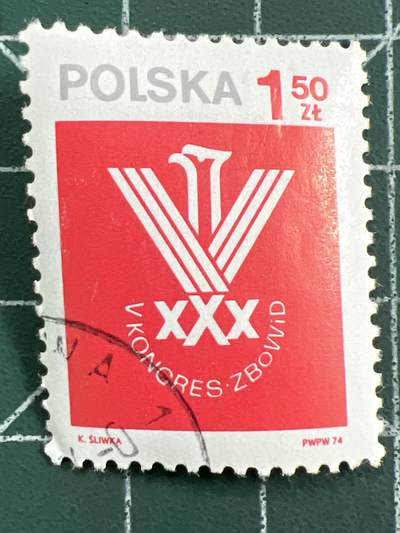 POLSKA 1 50 ZŁ
xXx
V KONGRES·ZBOWiD
K. ŚLIWKA PWPW 74